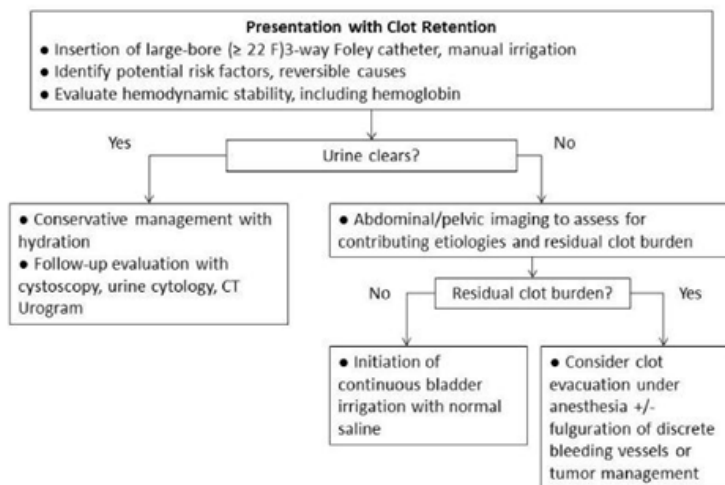 Presentation with Clot Retention
● Insertion of large-bore (≥ 22 F)3-way Foley catheter, manual irrigation
● Identify potential risk factors, reversible causes
● Evaluate hemodynamic stability, including hemoglobin
Yes
Urine clears?
No
● Conservative management with
hydration
● Follow-up evaluation with
cystoscopy, urine cytology, CT
Urogram
● Abdominal/pelvic imaging to assess for
contributing etiologies and residual clot burden
No
Residual clot burden?
Yes
● Initiation of
continuous bladder
irrigation with normal
saline
● Consider clot
evacuation under
anesthesia +/-
fulguration of discrete
bleeding vessels or
tumor management